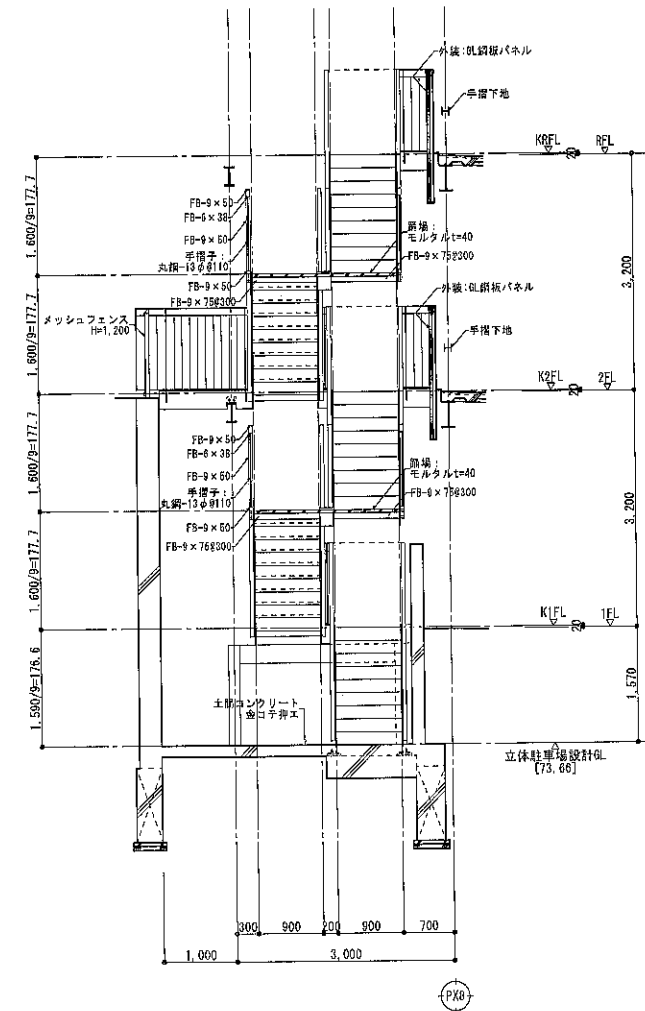 外装:GL鋼板パネル
手摺下地
KRFL
RFL
20
1,600/9=177.7
FB-9×50
FB-6×38
FB-9×60
手摺子:
丸鋼-13φ@110
FB-9×50
FB-9×75@300
踊場:
モルタルt=40
FB-9×75@300
3,200
メッシュフェンス
H=1,200
1,600/9=177.7
外装:GL鋼板パネル
手摺下地
K2FL
2FL
20
1,600/9=177.7
FB-9×50
FB-6×38
FB-9×60
手摺子:
丸鋼-13φ@110
FB-9×60
FB-9×75@300
踊場:
モルタルt=40
FB-9×75@300
3,200
1,600/9=177.7
K1FL
1FL
20
1,590/9=176.6
土間コンクリート
金コテ押エ
1,570
立体駐車場設計GL
[73.66]
300
900
200
900
700
1,000
3,000
PX8